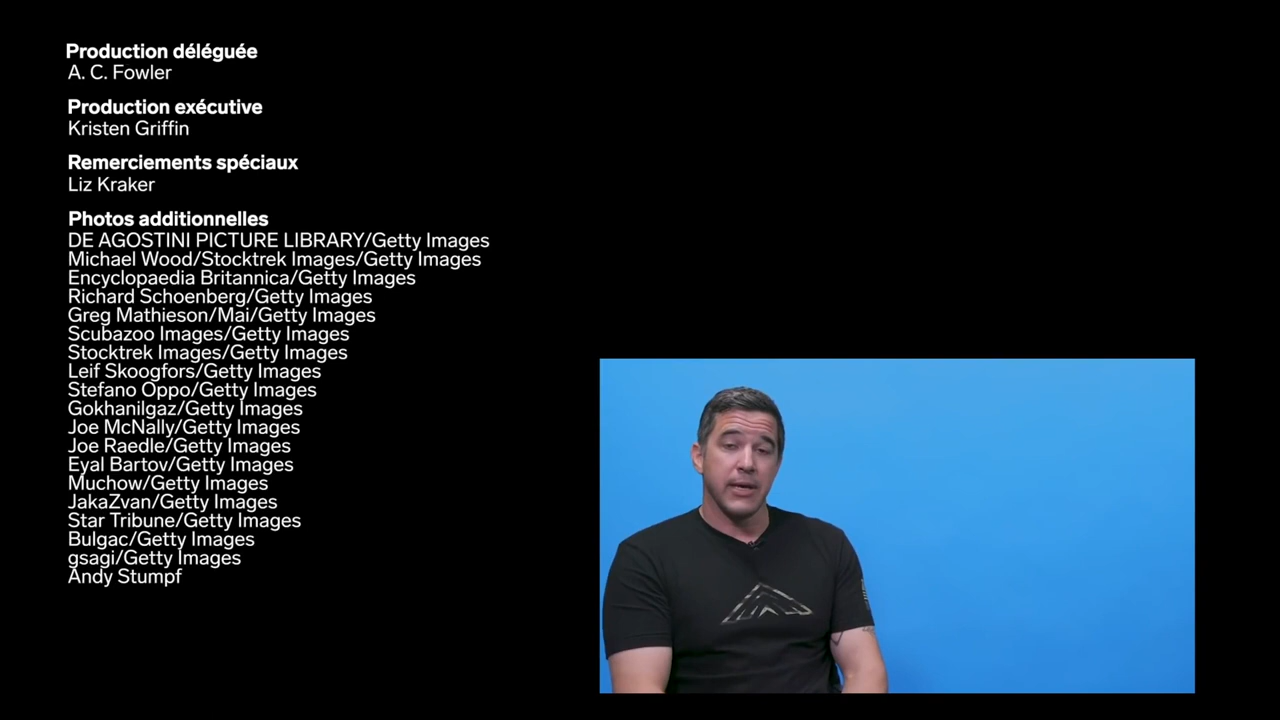 Production déléguée
A. C. Fowler
Production exécutive
Kristen Griffin
Remerciements spéciaux
Liz Kraker
Photos additionnelles
DE AGOSTINI PICTURE LIBRARY/Getty Images
Michael Wood/Stocktrek Images/Getty Images
Encyclopaedia Britannica/Getty Images
Richard Schoenberg/Getty Images
Greg Mathieson/Mai/Getty Images
Scubazoo Images/Getty Images
Stocktrek Images/Getty Images
Leif Skoogfors/Getty Images
Stefano Oppo/Getty Images
Gokhanilgaz/Getty Images
Joe McNally/Getty Images
Joe Raedle/Getty Images
Eyal Bartov/Getty Images
Muchow/Getty Images
JakaZvan/Getty Images
Star Tribune/Getty Images
Bulgac/Getty Images
gsagi/Getty Images
Andy Stumpf